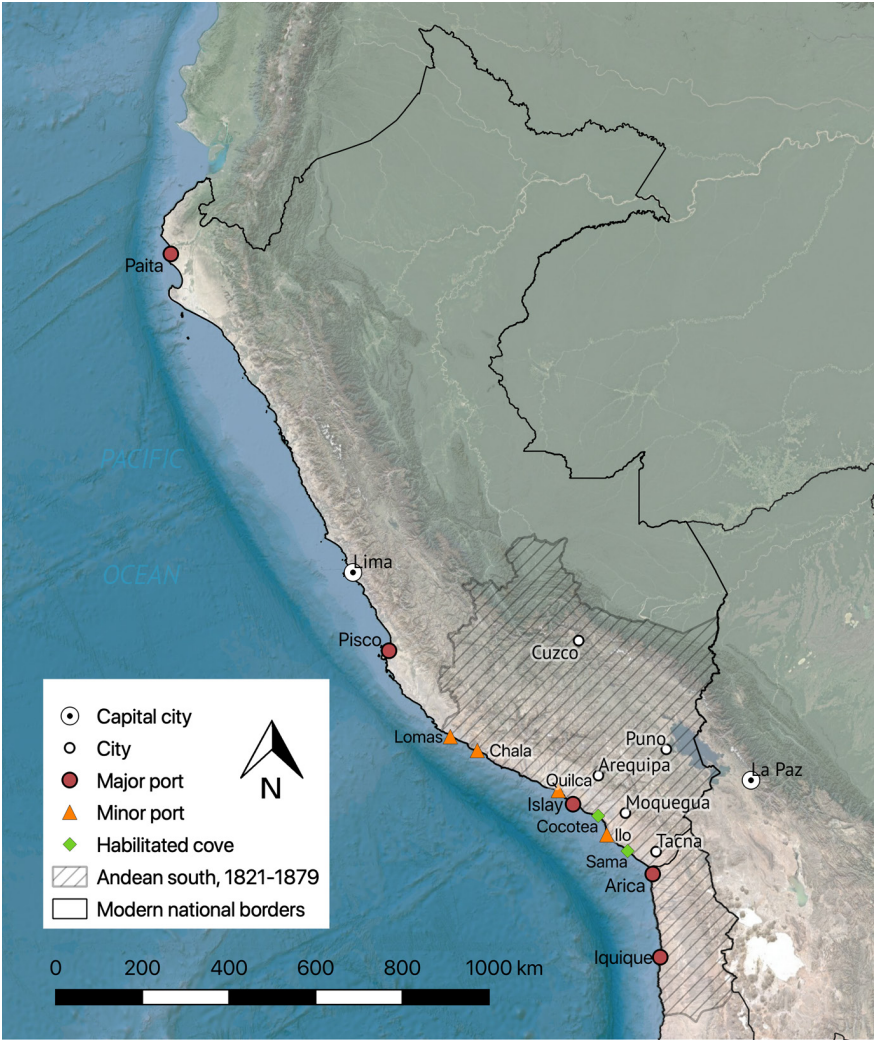 Paita
PACIFIC
OCEAN
Lima
Pisco
Cuzco
Lomas
Chala
Puno
Arequipa
La Paz
Quilca
Islay
Moquegua
Cocotea
Ilo
Tacna
Sama
Arica
Iquique
Capital city
City
Major port
Minor port
Habilitated cove
Andean south, 1821-1879
Modern national borders
N
0 200 400 600 800 1000 km